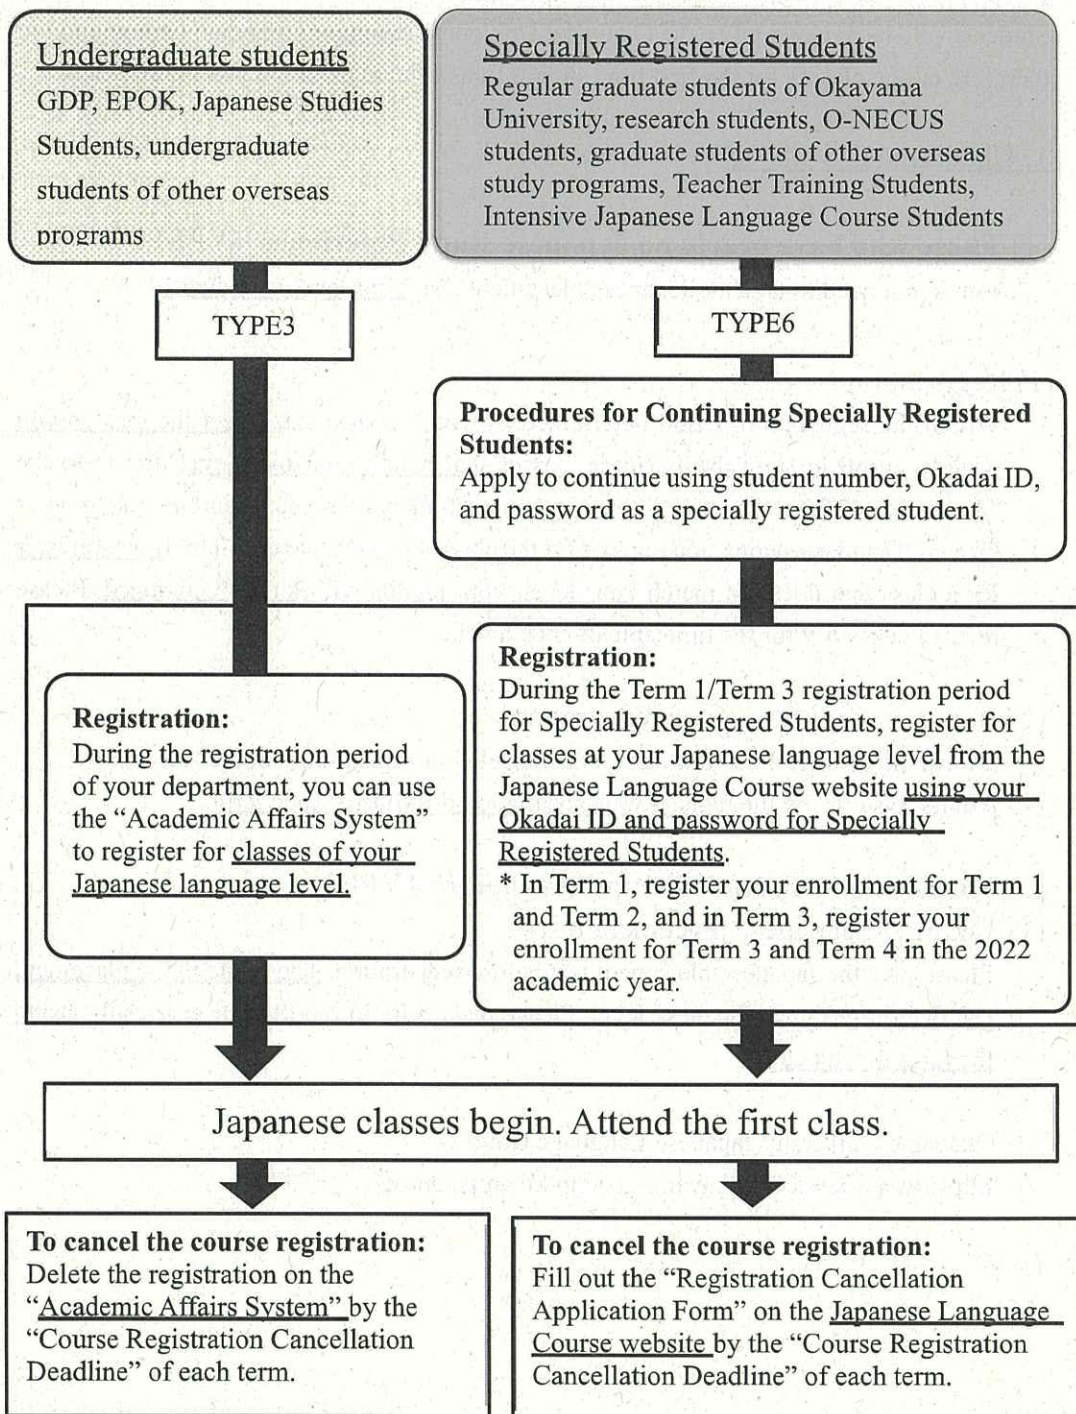 Undergraduate students
GDP, EPOK, Japanese Studies
Students, undergraduate
students of other overseas
programs
Specially Registered Students
Regular graduate students of Okayama
University, research students, O-NECUS
students, graduate students of other overseas
study programs, Teacher Training Students,
Intensive Japanese Language Course Students
TYPE3
TYPE6
Procedures for Continuing Specially Registered
Students:
Apply to continue using student number, Okadai ID,
and password as a specially registered student.
Registration:
During the registration period
of your department, you can use
the “Academic Affairs System”
to register for classes of your
Japanese language level.
Registration:
During the Term 1/Term 3 registration period
for Specially Registered Students, register for
classes at your Japanese language level from the
Japanese Language Course website using your
Okadai ID and password for Specially
Registered Students.
* In Term 1, register your enrollment for Term 1
and Term 2, and in Term 3, register your
enrollment for Term 3 and Term 4 in the 2022
academic year.
Japanese classes begin. Attend the first class.
To cancel the course registration:
Delete the registration on the
“Academic Affairs System” by the
“Course Registration Cancellation
Deadline” of each term.
To cancel the course registration:
Fill out the “Registration Cancellation
Application Form” on the Japanese Language
Course website by the “Course Registration
Cancellation Deadline” of each term.